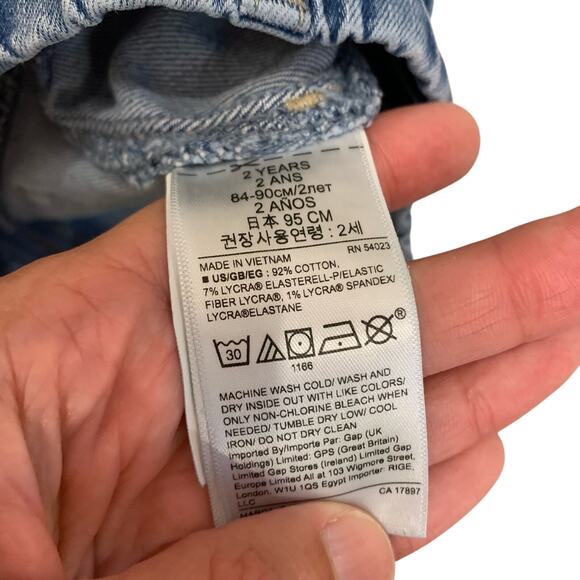 2 YEARS
2 ANS
84-90см/2лет
2 AÑOS
日本 95 CM
권장사용연령 : 2세
RN 54023
MADE IN VIETNAM
■ US/GB/EG : 92% COTTON,
7% LYCRA® ELASTERELL-P/ELASTIC
FIBER LYCRA®, 1% LYCRA® SPANDEX/
LYCRA®ELASTANE
30
®
1166
MACHINE WASH COLD/ WASH AND
DRY INSIDE OUT WITH LIKE COLORS/
ONLY NON-CHLORINE BLEACH WHEN
NEEDED/ TUMBLE DRY LOW/ COOL
IRON/ DO NOT DRY CLEAN
Imported By/Importe Par: Gap (UK
Holdings) Limited: GPS (Great Britain)
Limited Gap Stores (Ireland) Limited Gap
Europe Limited All at 103 Wigmore Street,
London, W1U 1QS Egypt Importer: RIGE,
LLC
CA 17897